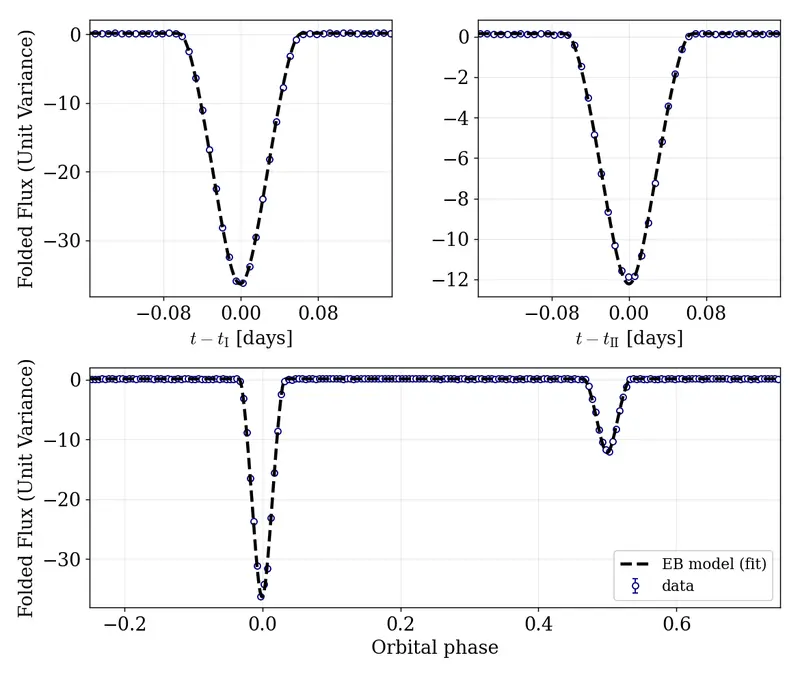 Folded Flux (Unit Variance)
0
−10
−20
−30
−0.08 0.00 0.08
t − tI [days]
0
−2
−4
−6
−8
−10
−12
−0.08 0.00 0.08
t − tII [days]
Folded Flux (Unit Variance)
0
−10
−20
−30
EB model (fit)
data
−0.2 0.0 0.2 0.4 0.6
Orbital phase